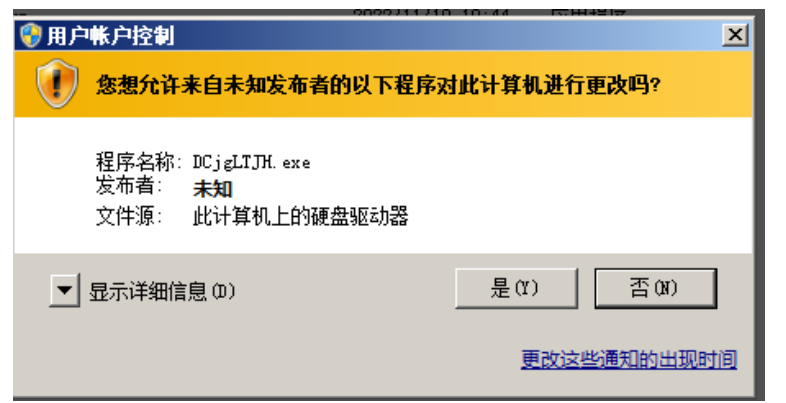 用户帐户控制
您想允许来自未知发布者的以下程序对此计算机进行更改吗?
程序名称: DCjgLTJH.exe
发布者: 未知
文件源: 此计算机上的硬盘驱动器
显示详细信息(D)
是(Y)
否(N)
更改这些通知的出现时间